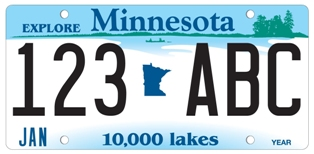 EXPLORE Minnesota
123 ABC
JAN 10,000 lakes YEAR